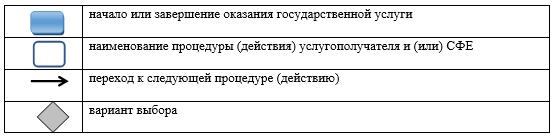 начало или завершение оказания государственной услуги
наименование процедуры (действия) услугополучателя и (или) СФЕ
переход к следующей процедуре (действию)
вариант выбора